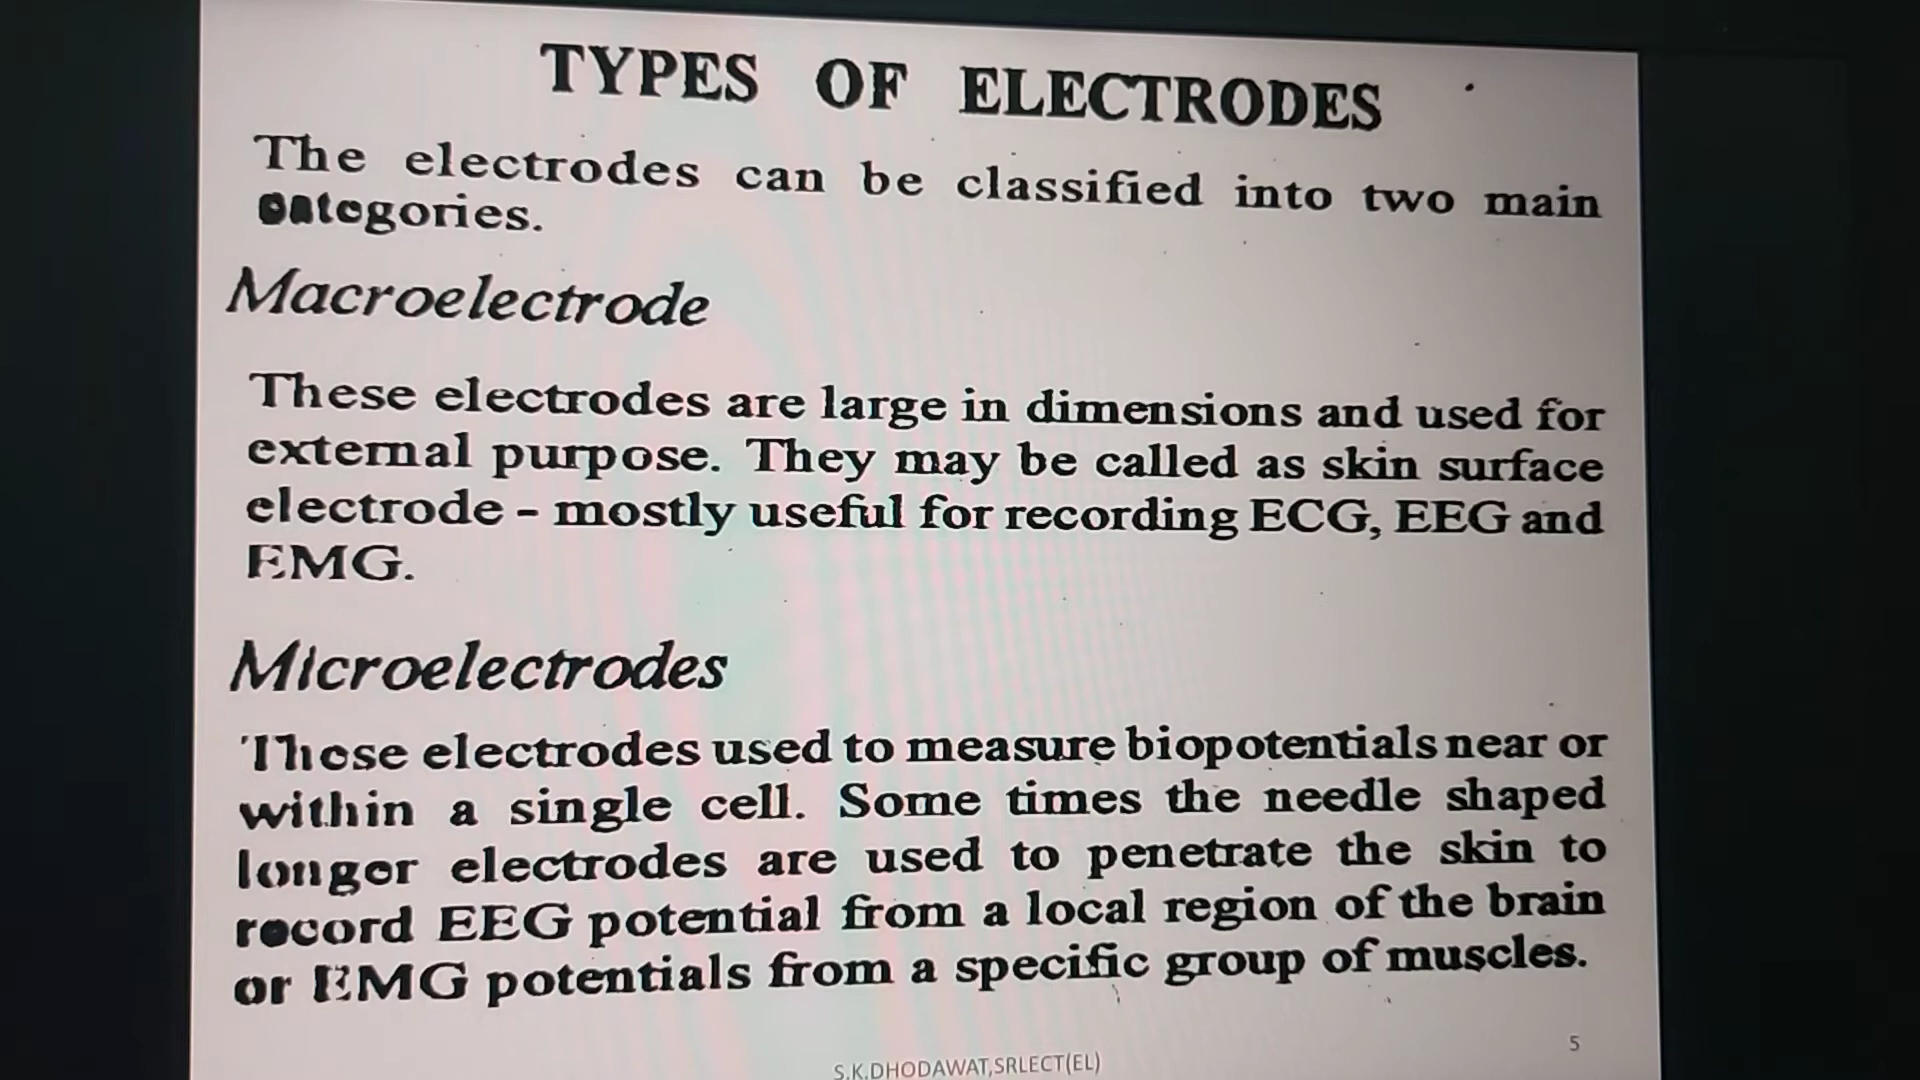 TYPES OF ELECTRODES
The electrodes can be classified into two main
categories.
Macroelectrode
These electrodes are large in dimensions and used for
external purpose. They may be called as skin surface
electrode - mostly useful for recording ECG, EEG and
EMG.
Microelectrodes
These electrodes used to measure biopotentials near or
within a single cell. Some times the needle shaped
longer electrodes are used to penetrate the skin to
record EEG potential from a local region of the brain
or EMG potentials from a specific group of muscles.
5
S.K.DHODAWAT,SRLECT(EL)